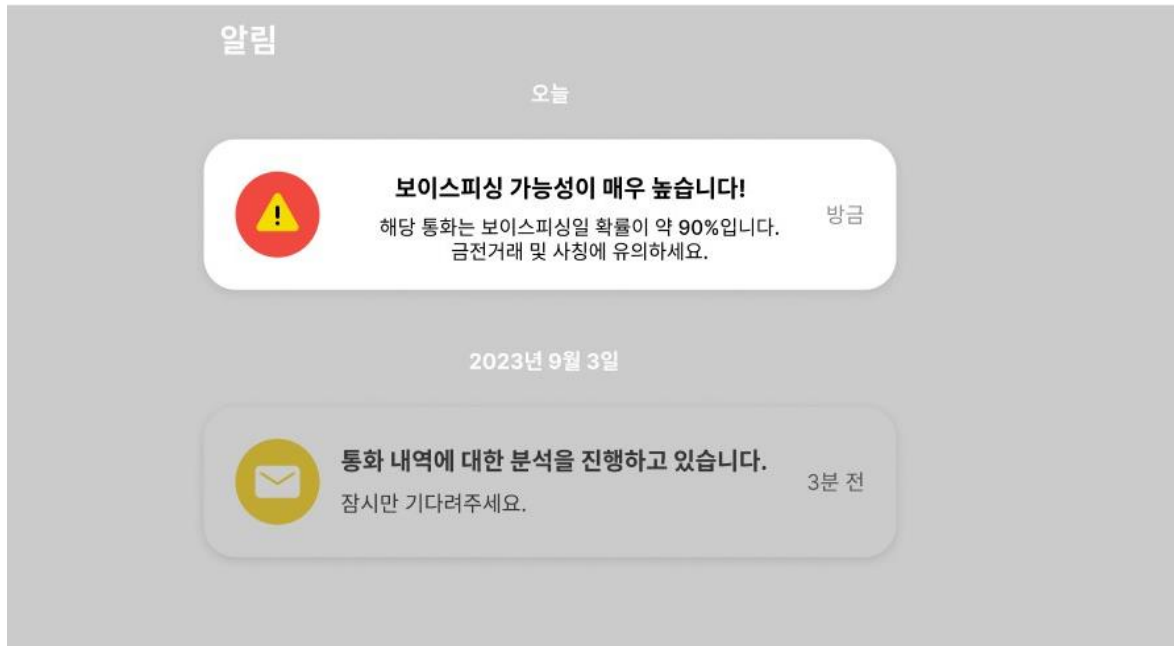 알림
오늘
보이스피싱 가능성이 매우 높습니다!
해당 통화는 보이스피싱일 확률이 약 90%입니다.
금전거래 및 사칭에 유의하세요.
방금
2023년 9월 3일
통화 내역에 대한 분석을 진행하고 있습니다.
잠시만 기다려주세요.
3분 전